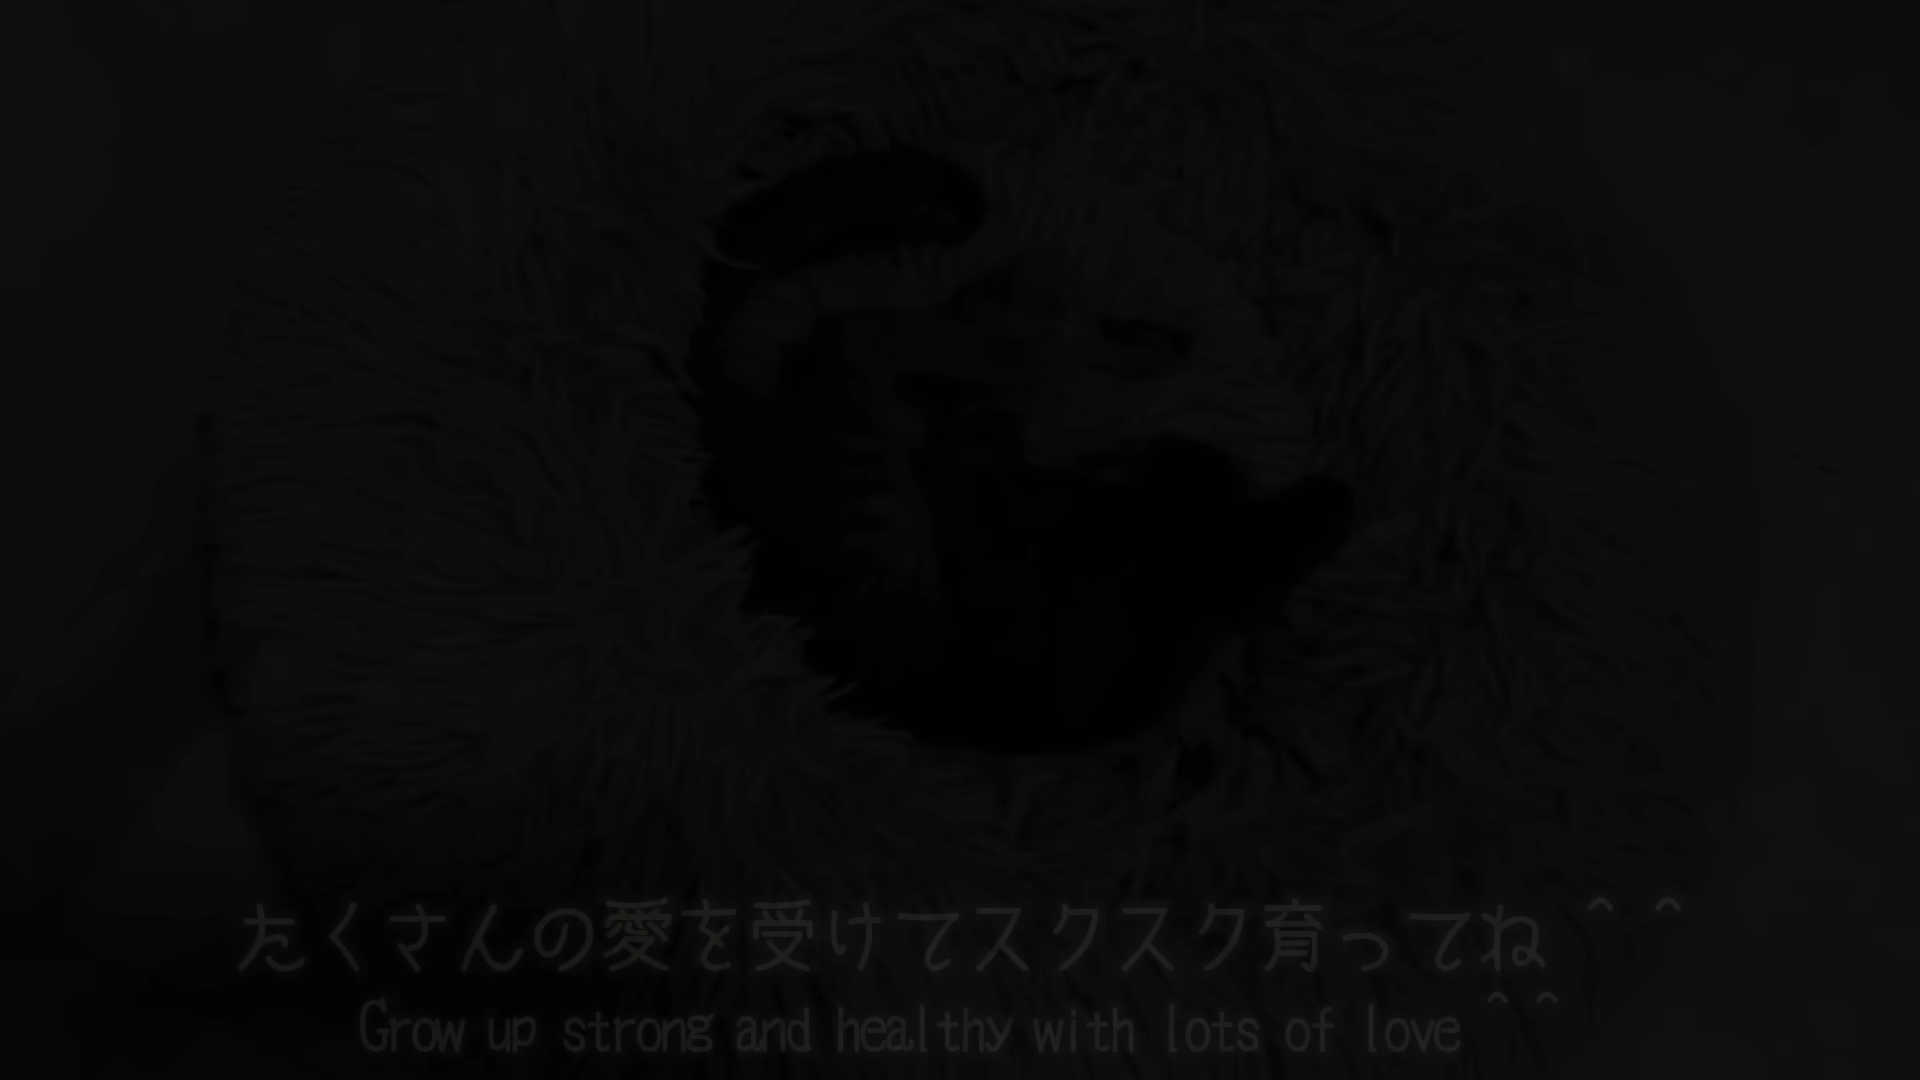 たくさんの愛を受けてスクスク育ってね ^ ^
Grow up strong and healthy with lots of love ^ ^